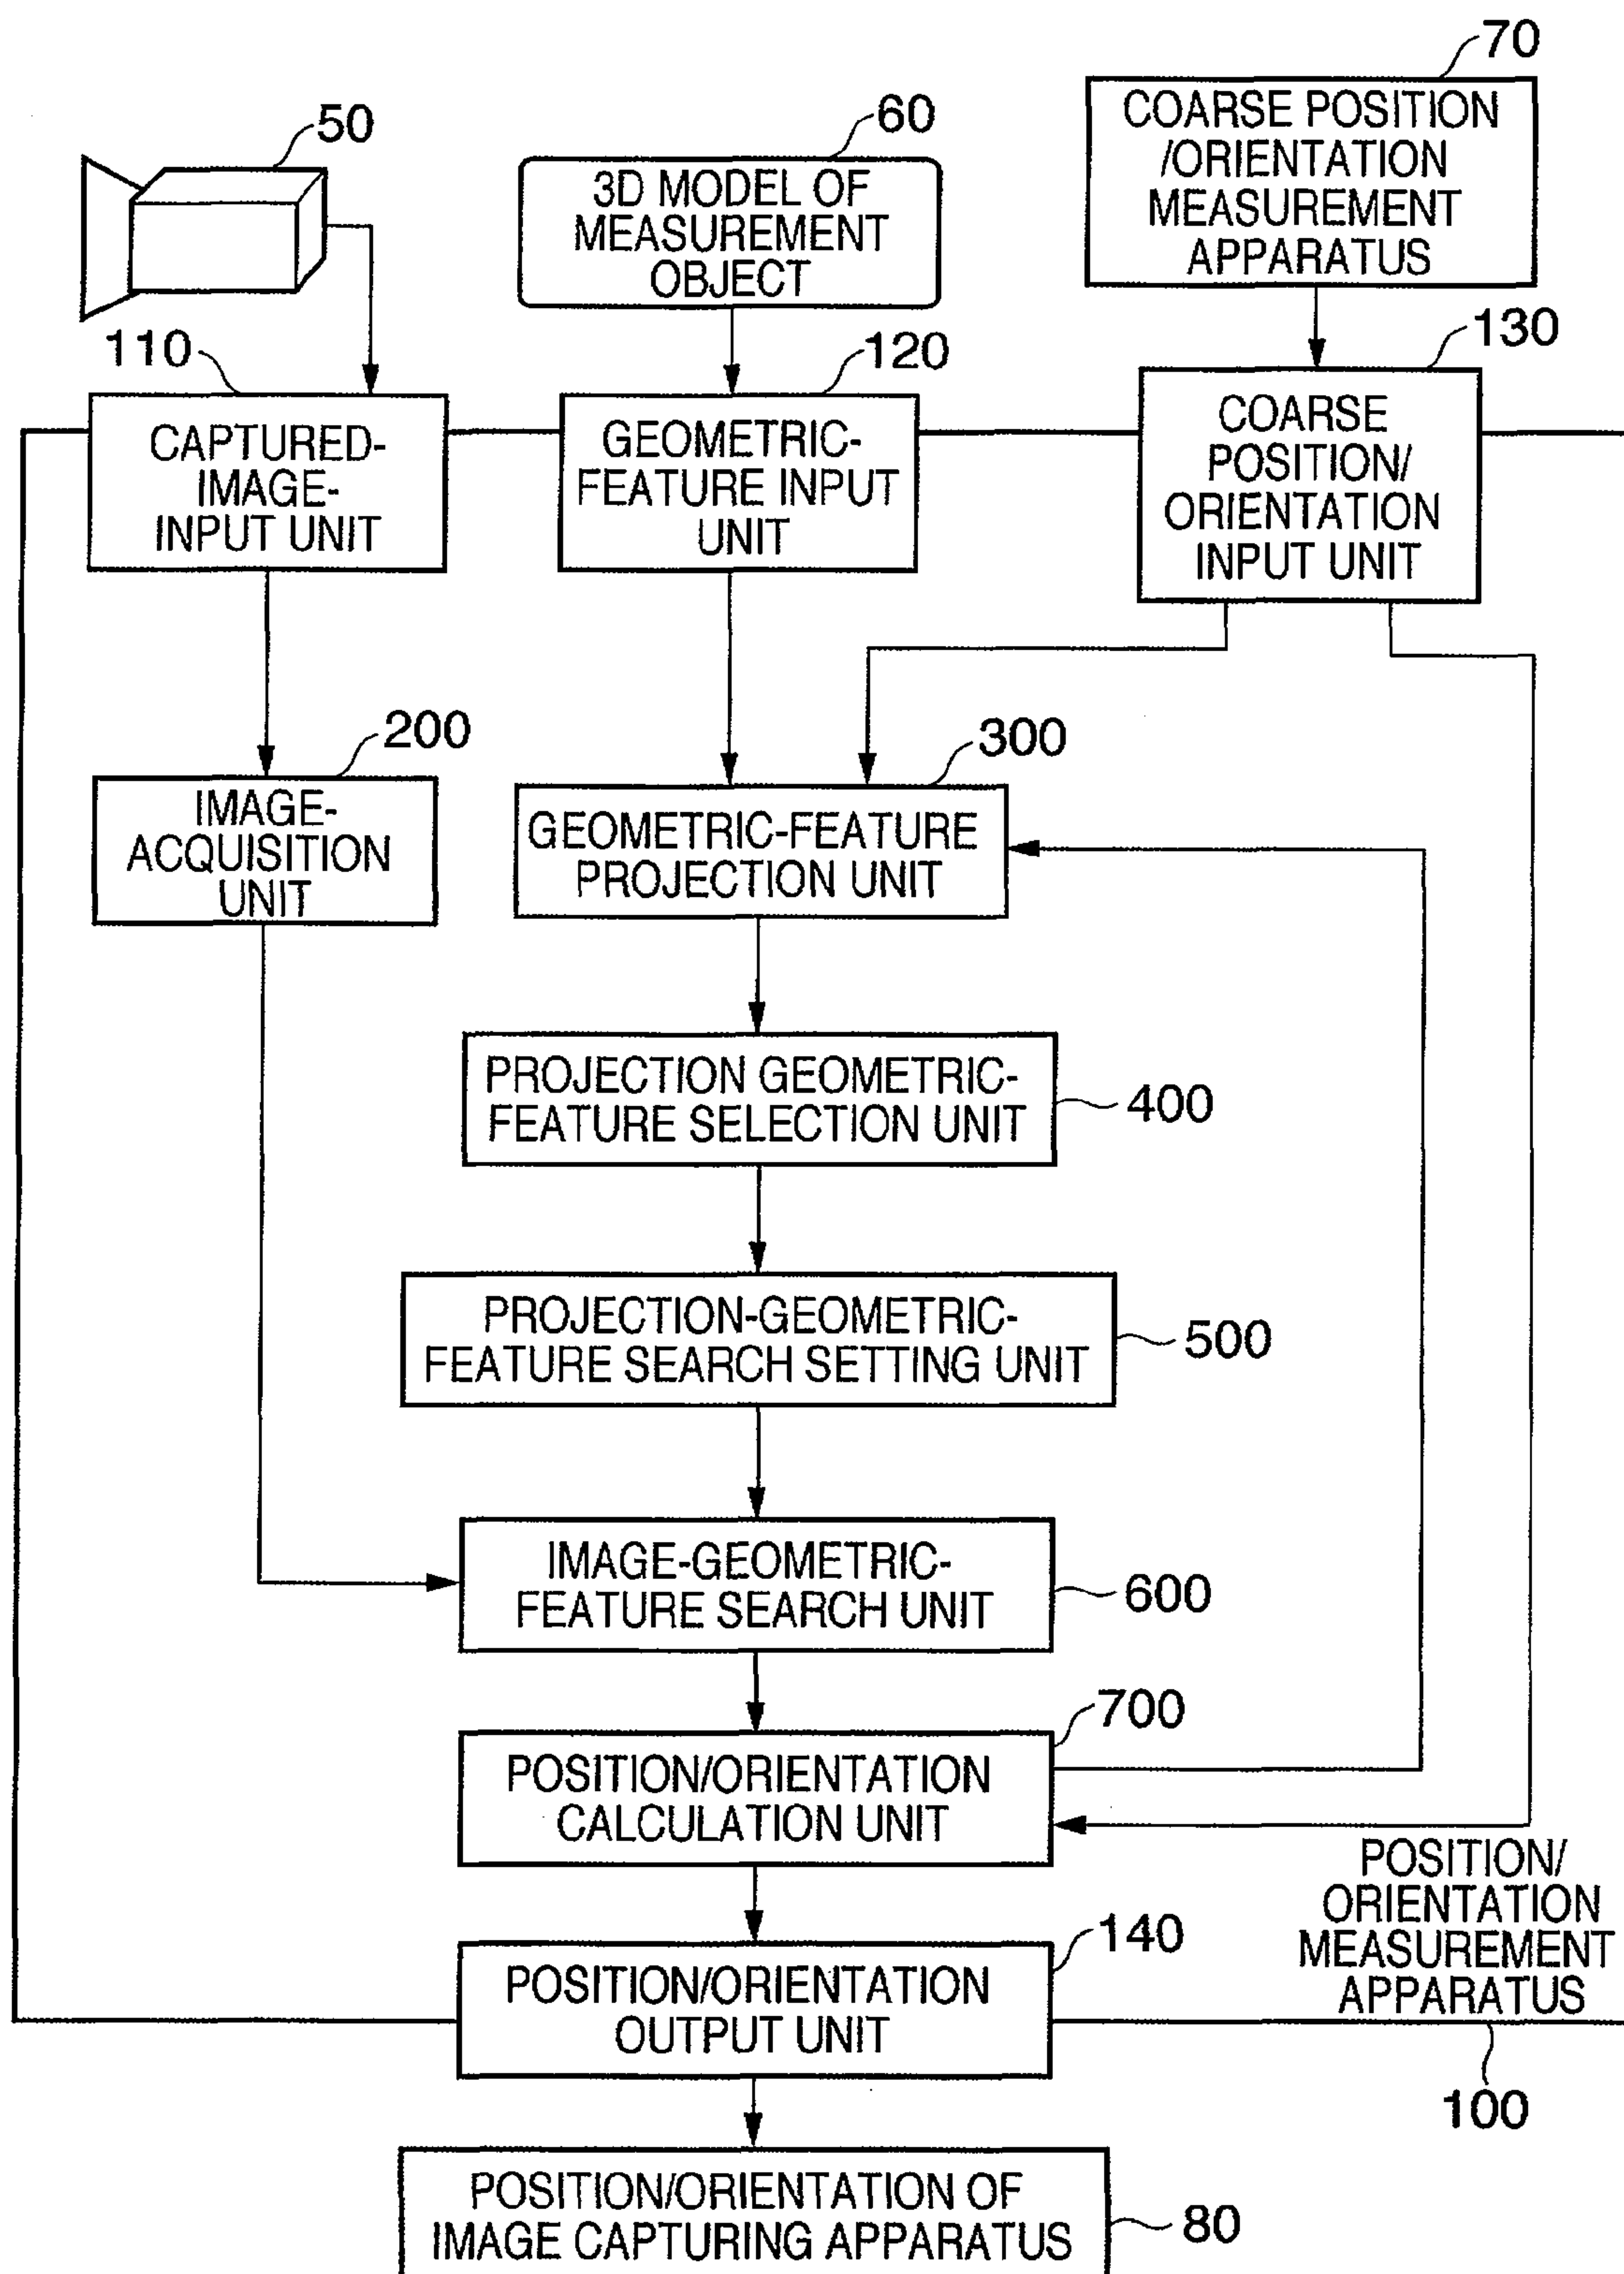 70
COARSE POSITION
/ORIENTATION
MEASUREMENT
APPARATUS
50
60
3D MODEL OF
MEASUREMENT
OBJECT
110
CAPTURED-
IMAGE-
INPUT UNIT
120
GEOMETRIC-
FEATURE INPUT
UNIT
130
COARSE
POSITION/
ORIENTATION
INPUT UNIT
200
IMAGE-
ACQUISITION
UNIT
300
GEOMETRIC-FEATURE
PROJECTION UNIT
PROJECTION GEOMETRIC-
FEATURE SELECTION UNIT
400
PROJECTION-GEOMETRIC-
FEATURE SEARCH SETTING UNIT
500
IMAGE-GEOMETRIC-
FEATURE SEARCH UNIT
600
700
POSITION/ORIENTATION
CALCULATION UNIT
140
POSITION/ORIENTATION
OUTPUT UNIT
POSITION/
ORIENTATION
MEASUREMENT
APPARATUS
100
POSITION/ORIENTATION OF
IMAGE CAPTURING APPARATUS
80